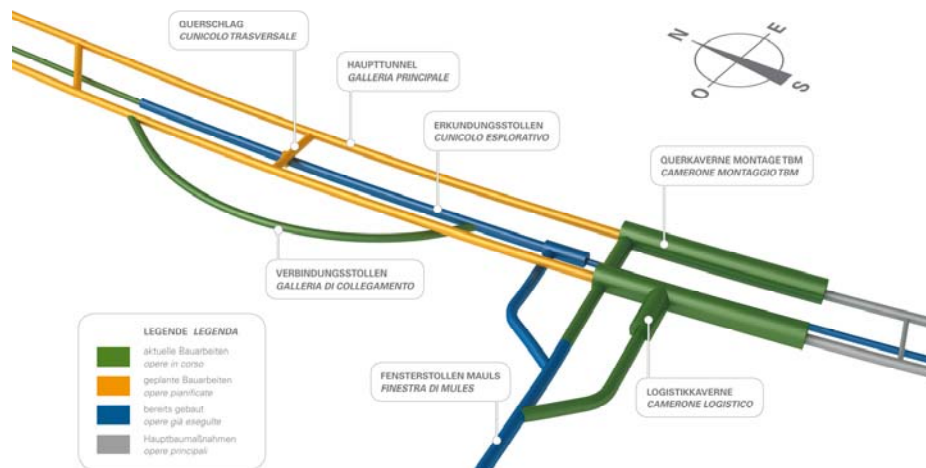 QUERSCHLAG
CUNICOLO TRASVERSALE
HAUPTTUNNEL
GALLERIA PRINCIPALE
N
E
O
S
ERKUNDUNGSSTOLLEN
CUNICOLO ESPLORATIVO
QUERKAVERNE MONTAGE TBM
CAMERONE MONTAGGIO TBM
VERBINDUNGSSTOLLEN
GALLERIA DI COLLEGAMENTO
LEGENDE LEGENDA
aktuelle Bauarbeiten
opere in corso
geplante Bauarbeiten
opere pianificate
bereits gebaut
opere già eseguite
Hauptbaumaßnahmen
opere principali
FENSTERSTOLLEN MAULS
FINESTRA DI MULES
LOGISTIKKAVERNE
CAMERONE LOGISTICO